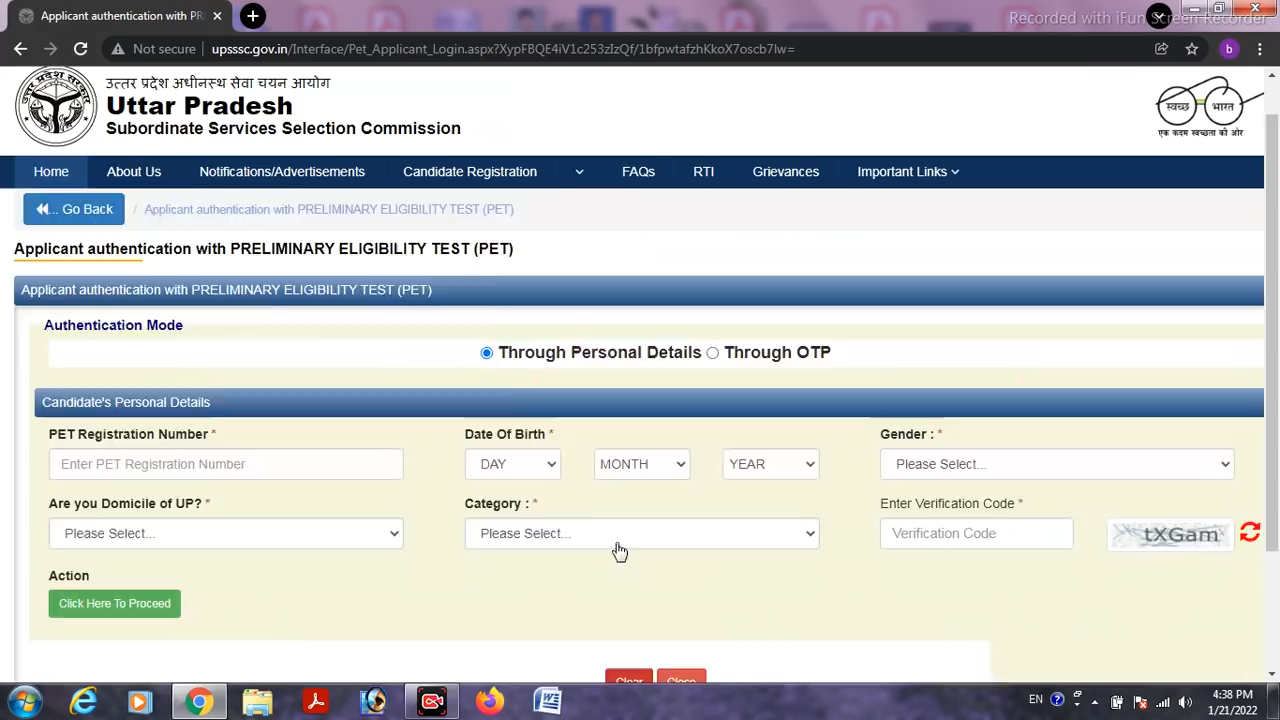 Applicant authentication with PR
Recorded with iFun Screen Recorder
Not secure
upsssc.gov.in/Interface/Pet_Applicant_Login.aspx?XypFBQE4iV1c253zIzQf/1bfpwtafzhKkoX7oscb7lw=
b
उत्तर प्रदेश अधीनस्थ सेवा चयन आयोग
Uttar Pradesh
Subordinate Services Selection Commission
स्वच्छ भारत
एक कदम स्वच्छता की ओर
Home
About Us
Notifications/Advertisements
Candidate Registration
FAQs
RTI
Grievances
Important Links
... Go Back
/ Applicant authentication with PRELIMINARY ELIGIBILITY TEST (PET)
Applicant authentication with PRELIMINARY ELIGIBILITY TEST (PET)
Applicant authentication with PRELIMINARY ELIGIBILITY TEST (PET)
Authentication Mode
Through Personal Details
Through OTP
Candidate's Personal Details
PET Registration Number *
Date Of Birth *
Gender : *
Enter PET Registration Number
DAY
MONTH
YEAR
Please Select...
Are you Domicile of UP? *
Category : *
Enter Verification Code *
Please Select...
Please Select...
Verification Code
tXGam
Action
Click Here To Proceed
Clear
Close
EN
4:38 PM
1/21/2022